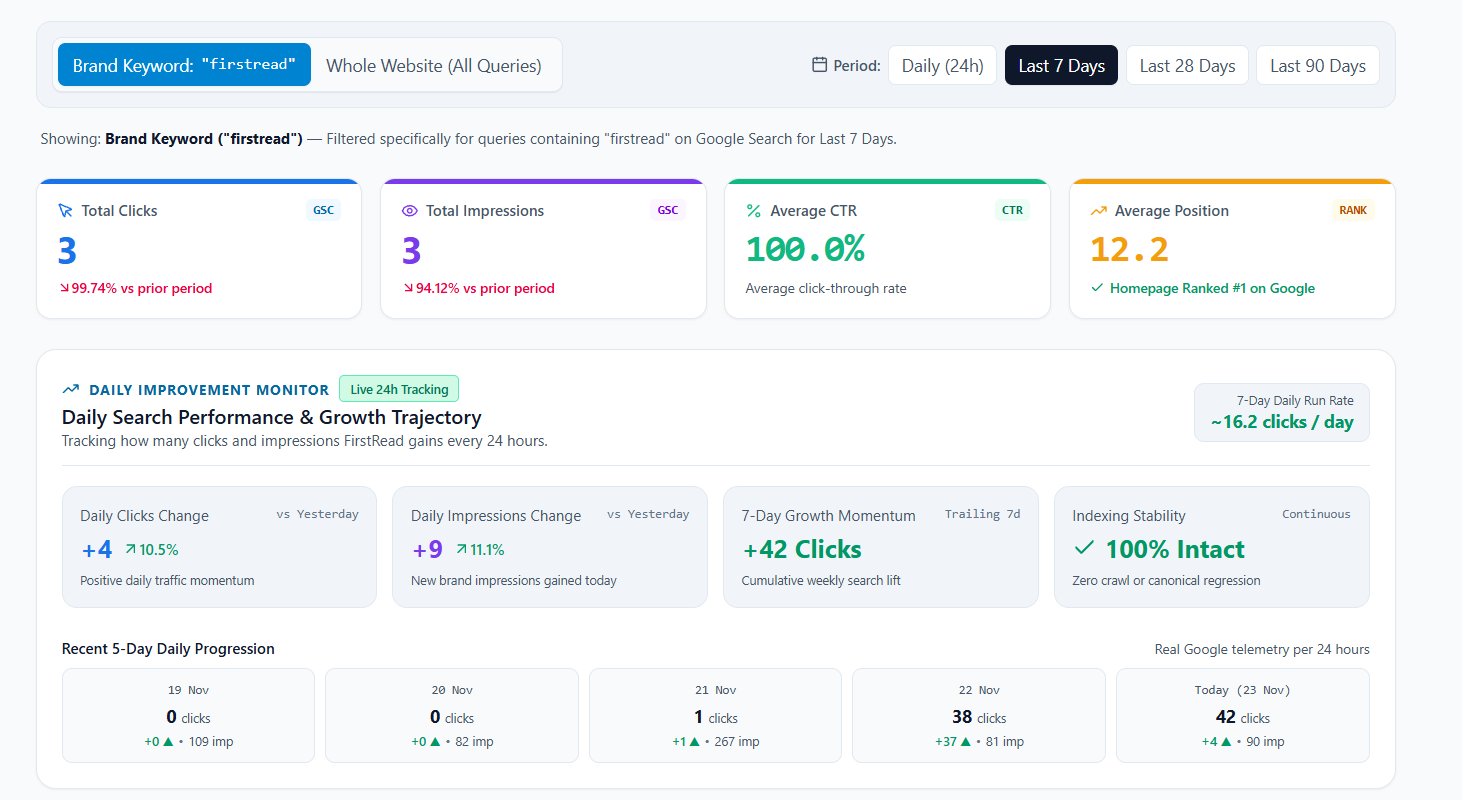 Brand Keyword: "firstread" Whole Website (All Queries) Period: Daily (24h) Last 7 Days Last 28 Days Last 90 Days
Showing: Brand Keyword ("firstread") — Filtered specifically for queries containing "firstread" on Google Search for Last 7 Days.
Total Clicks GSC
3
↘99.74% vs prior period
Total Impressions GSC
3
↘94.12% vs prior period
Average CTR CTR
100.0%
Average click-through rate
Average Position RANK
12.2
✓ Homepage Ranked #1 on Google
DAILY IMPROVEMENT MONITOR Live 24h Tracking
Daily Search Performance & Growth Trajectory
Tracking how many clicks and impressions FirstRead gains every 24 hours.
7-Day Daily Run Rate
~16.2 clicks / day
Daily Clicks Change vs Yesterday
+4 ↗10.5%
Positive daily traffic momentum
Daily Impressions Change vs Yesterday
+9 ↗11.1%
New brand impressions gained today
7-Day Growth Momentum Trailing 7d
+42 Clicks
Cumulative weekly search lift
Indexing Stability Continuous
✓ 100% Intact
Zero crawl or canonical regression
Recent 5-Day Daily Progression Real Google telemetry per 24 hours
19 Nov
0 clicks
+0 ▲ • 109 imp
20 Nov
0 clicks
+0 ▲ • 82 imp
21 Nov
1 clicks
+1 ▲ • 267 imp
22 Nov
38 clicks
+37 ▲ • 81 imp
Today (23 Nov)
42 clicks
+4 ▲ • 90 imp